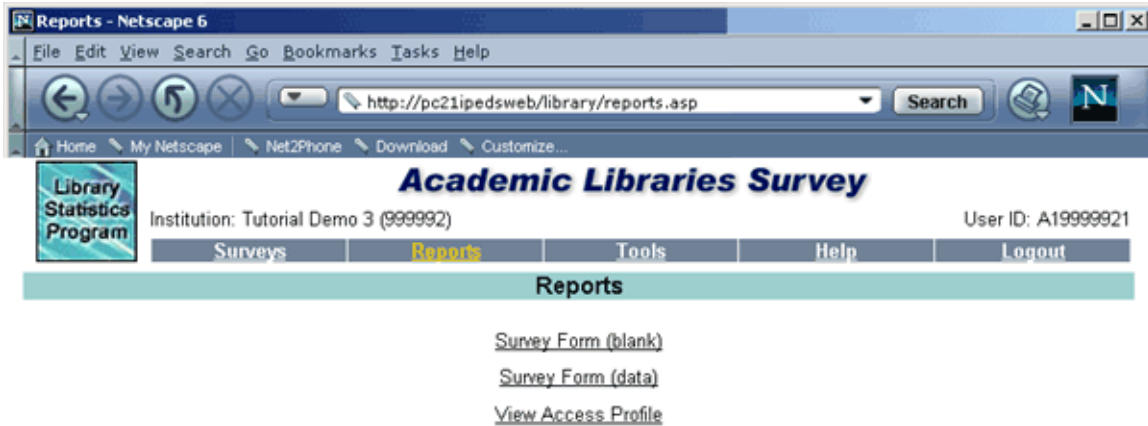 Reports - Netscape 6
File Edit View Search Go Bookmarks Tasks Help
http://pc21ipedsweb/library/reports.asp Search N
Home My Netscape Net2Phone Download Customize...
Library Statistics Program
Academic Libraries Survey
Institution: Tutorial Demo 3 (999992) User ID: A19999921
Surveys Reports Tools Help Logout
Reports
Survey Form (blank)
Survey Form (data)
View Access Profile